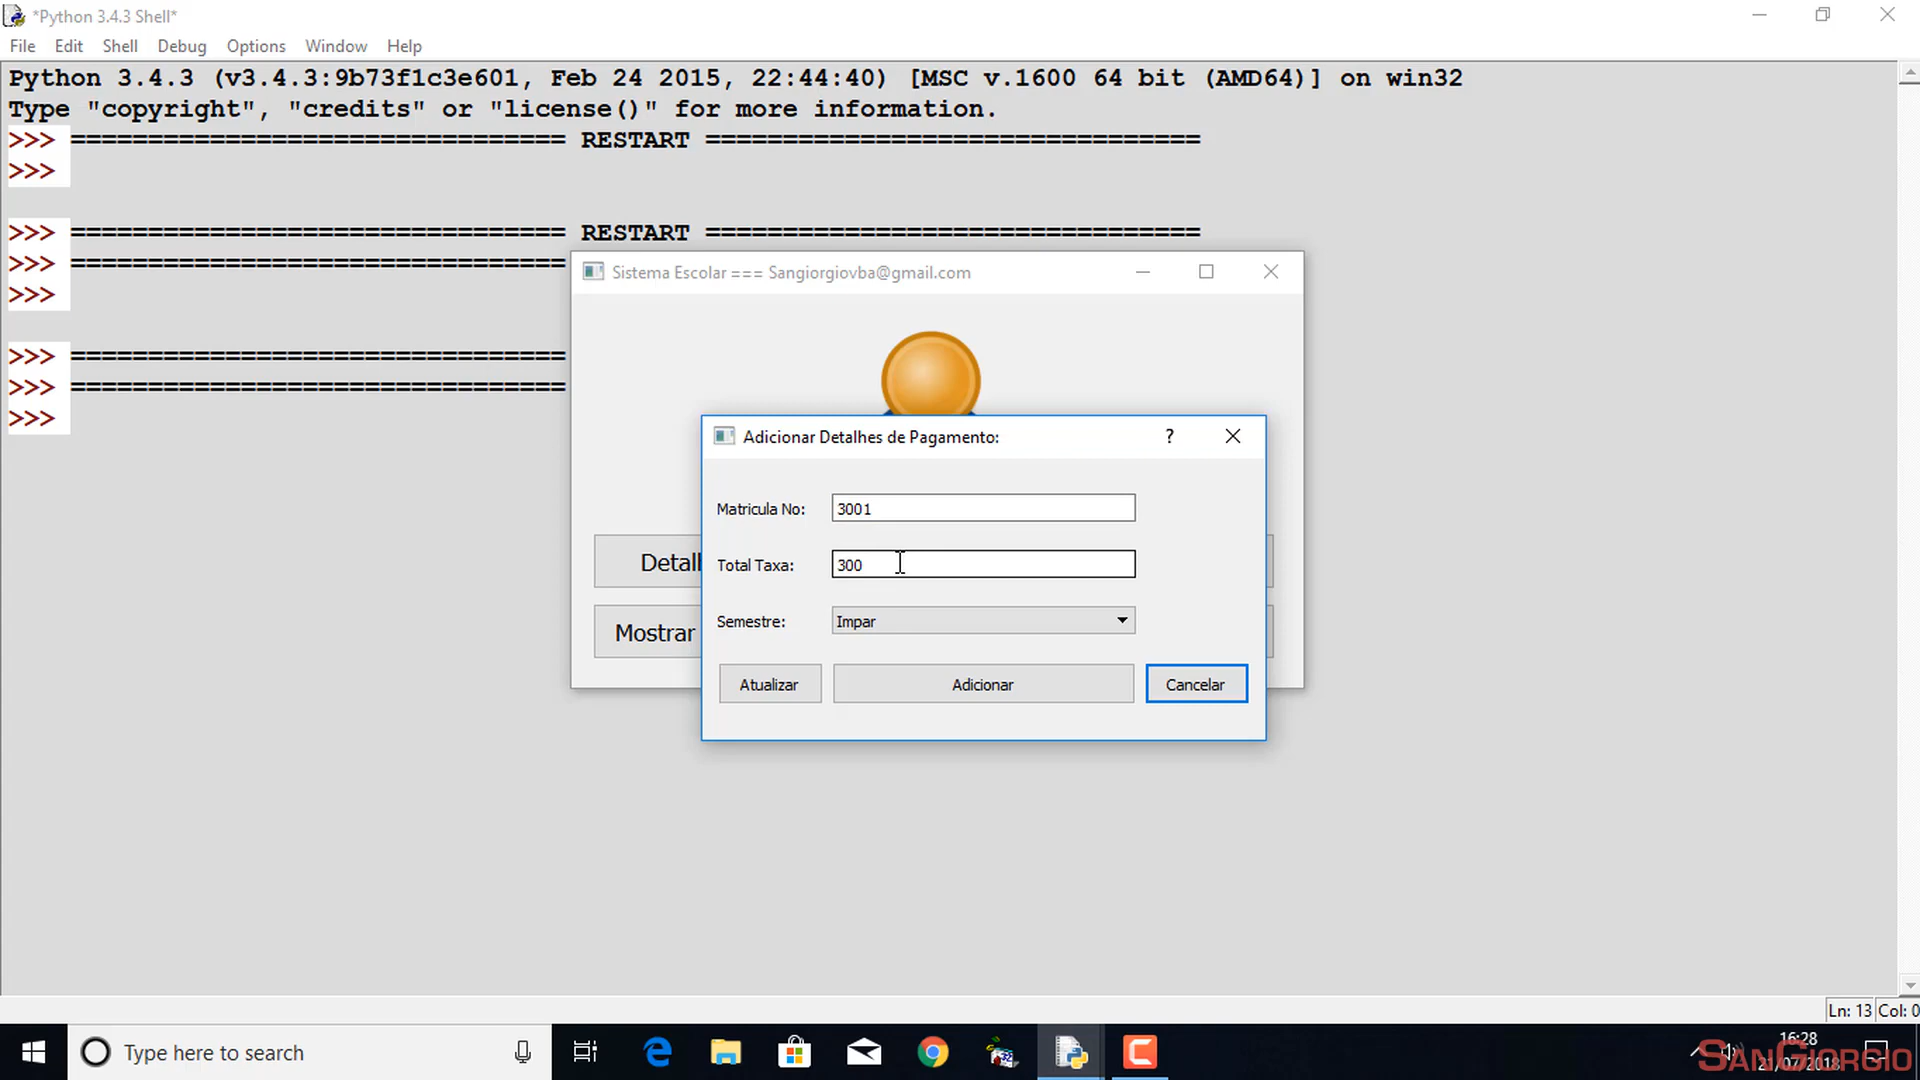 *Python 3.4.3 Shell*
File Edit Shell Debug Options Window Help
Python 3.4.3 (v3.4.3:9b73f1c3e601, Feb 24 2015, 22:44:40) [MSC v.1600 64 bit (AMD64)] on win32
Type "copyright", "credits" or "license()" for more information.
>>> ================================ RESTART ================================
>>>
>>> ================================ RESTART ================================
>>> ================================
>>>
>>> ================================
>>> ================================
>>>
Sistema Escolar === Sangiorgiovba@gmail.com
Adicionar Detalhes de Pagamento:
?
Matricula No: 3001
Total Taxa: 300
Semestre: Impar
Atualizar Adicionar Cancelar
Mostrar
Ln: 13 Col: 0
Type here to search
16:28
21/07/2018
SANGIORGIO